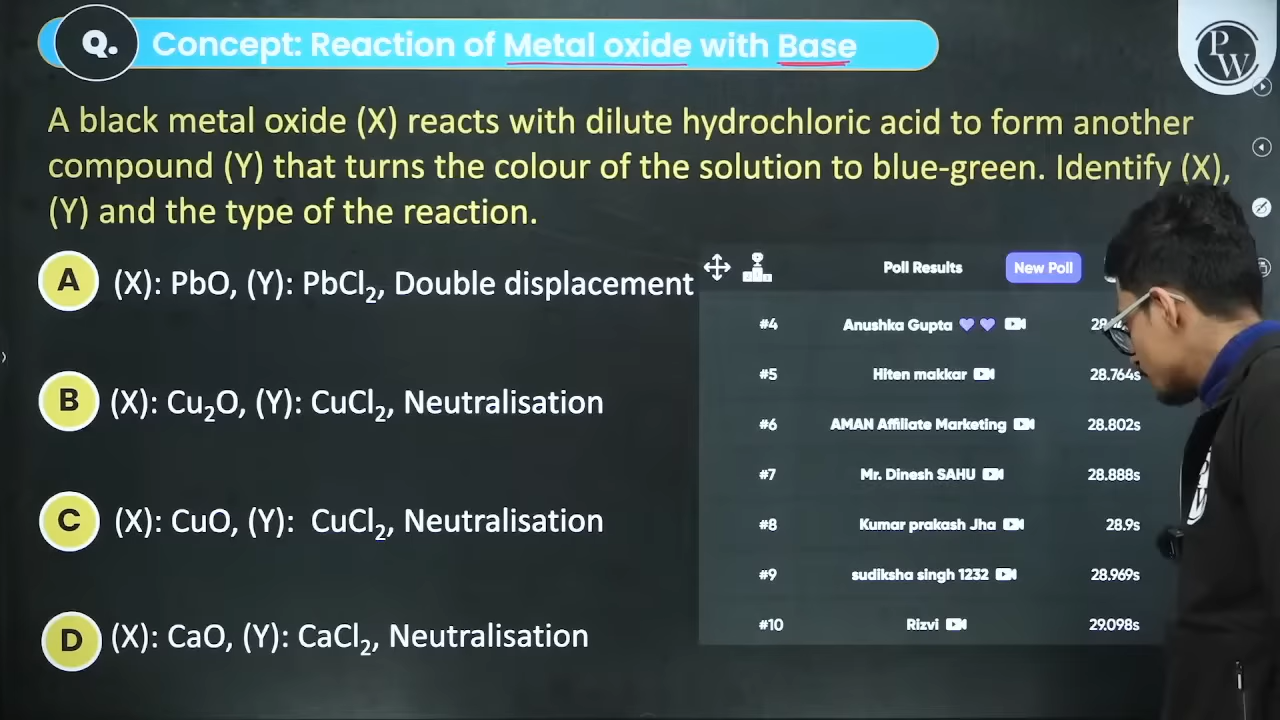 Q. Concept: Reaction of Metal oxide with Base
PW
A black metal oxide (X) reacts with dilute hydrochloric acid to form another
compound (Y) that turns the colour of the solution to blue-green. Identify (X),
(Y) and the type of the reaction.
A (X): PbO, (Y): PbCl₂, Double displacement
B (X): Cu₂O, (Y): CuCl₂, Neutralisation
C (X): CuO, (Y): CuCl₂, Neutralisation
D (X): CaO, (Y): CaCl₂, Neutralisation
Poll Results New Poll
#4 Anushka Gupta 💜 💜
#5 Hiten makkar 28.764s
#6 AMAN Affiliate Marketing 28.802s
#7 Mr. Dinesh SAHU 28.888s
#8 Kumar prakash Jha 28.9s
#9 sudiksha singh 1232 28.969s
#10 Rizvi 29.098s